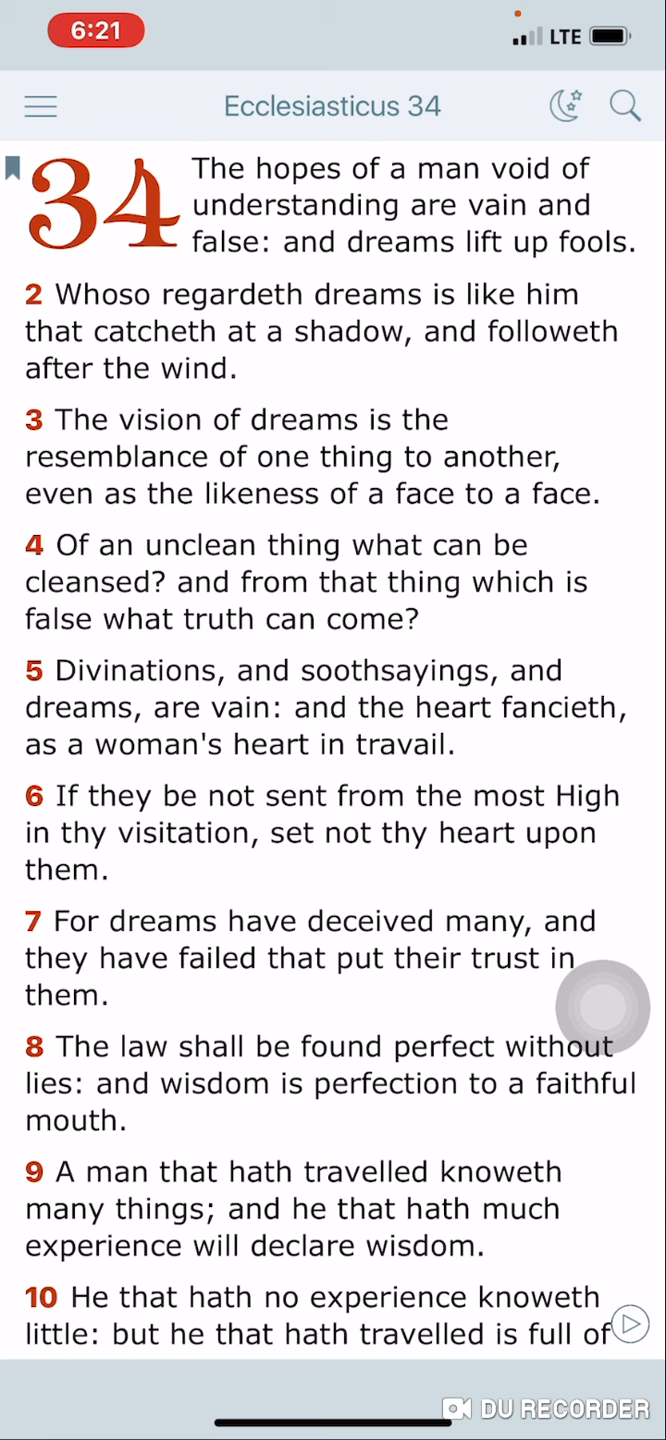 6:21
LTE
Ecclesiasticus 34
34 The hopes of a man void of
understanding are vain and
false: and dreams lift up fools.
2 Whoso regardeth dreams is like him
that catcheth at a shadow, and followeth
after the wind.
3 The vision of dreams is the
resemblance of one thing to another,
even as the likeness of a face to a face.
4 Of an unclean thing what can be
cleansed? and from that thing which is
false what truth can come?
5 Divinations, and soothsayings, and
dreams, are vain: and the heart fancieth,
as a woman's heart in travail.
6 If they be not sent from the most High
in thy visitation, set not thy heart upon
them.
7 For dreams have deceived many, and
they have failed that put their trust in
them.
8 The law shall be found perfect without
lies: and wisdom is perfection to a faithful
mouth.
9 A man that hath travelled knoweth
many things; and he that hath much
experience will declare wisdom.
10 He that hath no experience knoweth
little: but he that hath travelled is full of
DU RECORDER